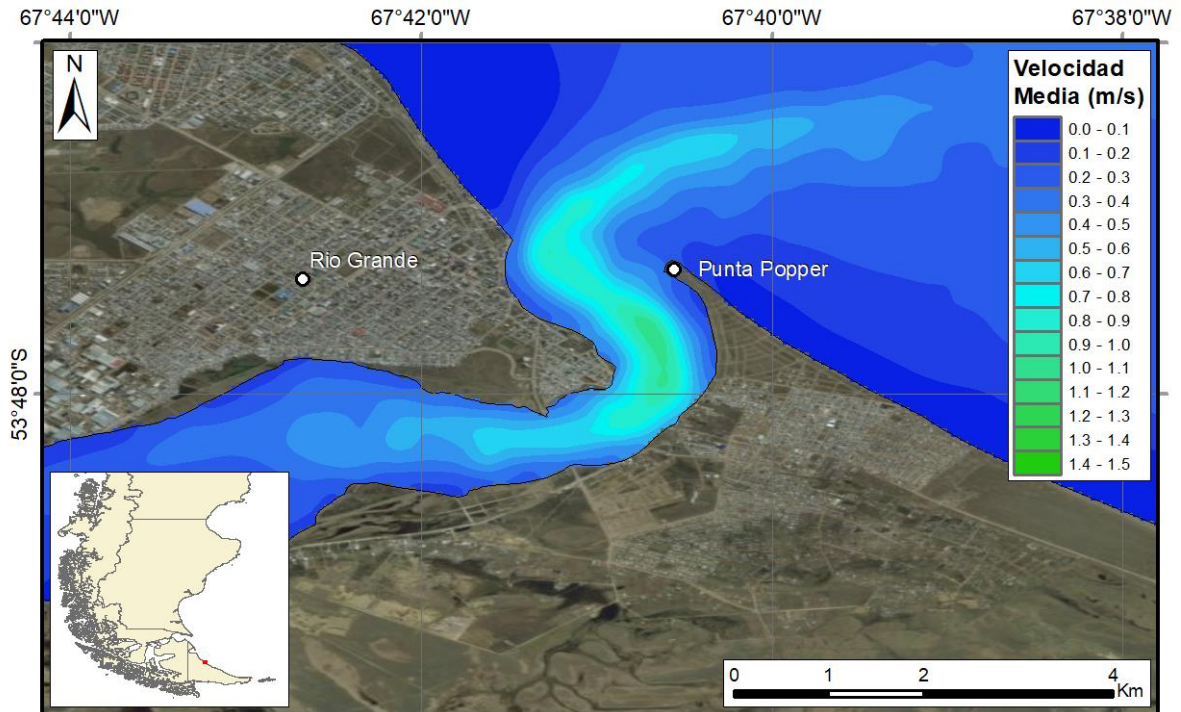 67°44'0"W
67°42'0"W
67°40'0"W
67°38'0"W
N
Velocidad
Media (m/s)
0.0 - 0.1
0.1 - 0.2
0.2 - 0.3
0.3 - 0.4
0.4 - 0.5
0.5 - 0.6
0.6 - 0.7
0.7 - 0.8
0.8 - 0.9
0.9 - 1.0
1.0 - 1.1
1.1 - 1.2
1.2 - 1.3
1.3 - 1.4
1.4 - 1.5
Rio Grande
Punta Popper
53°48'0"S
0 1 2 4
Km